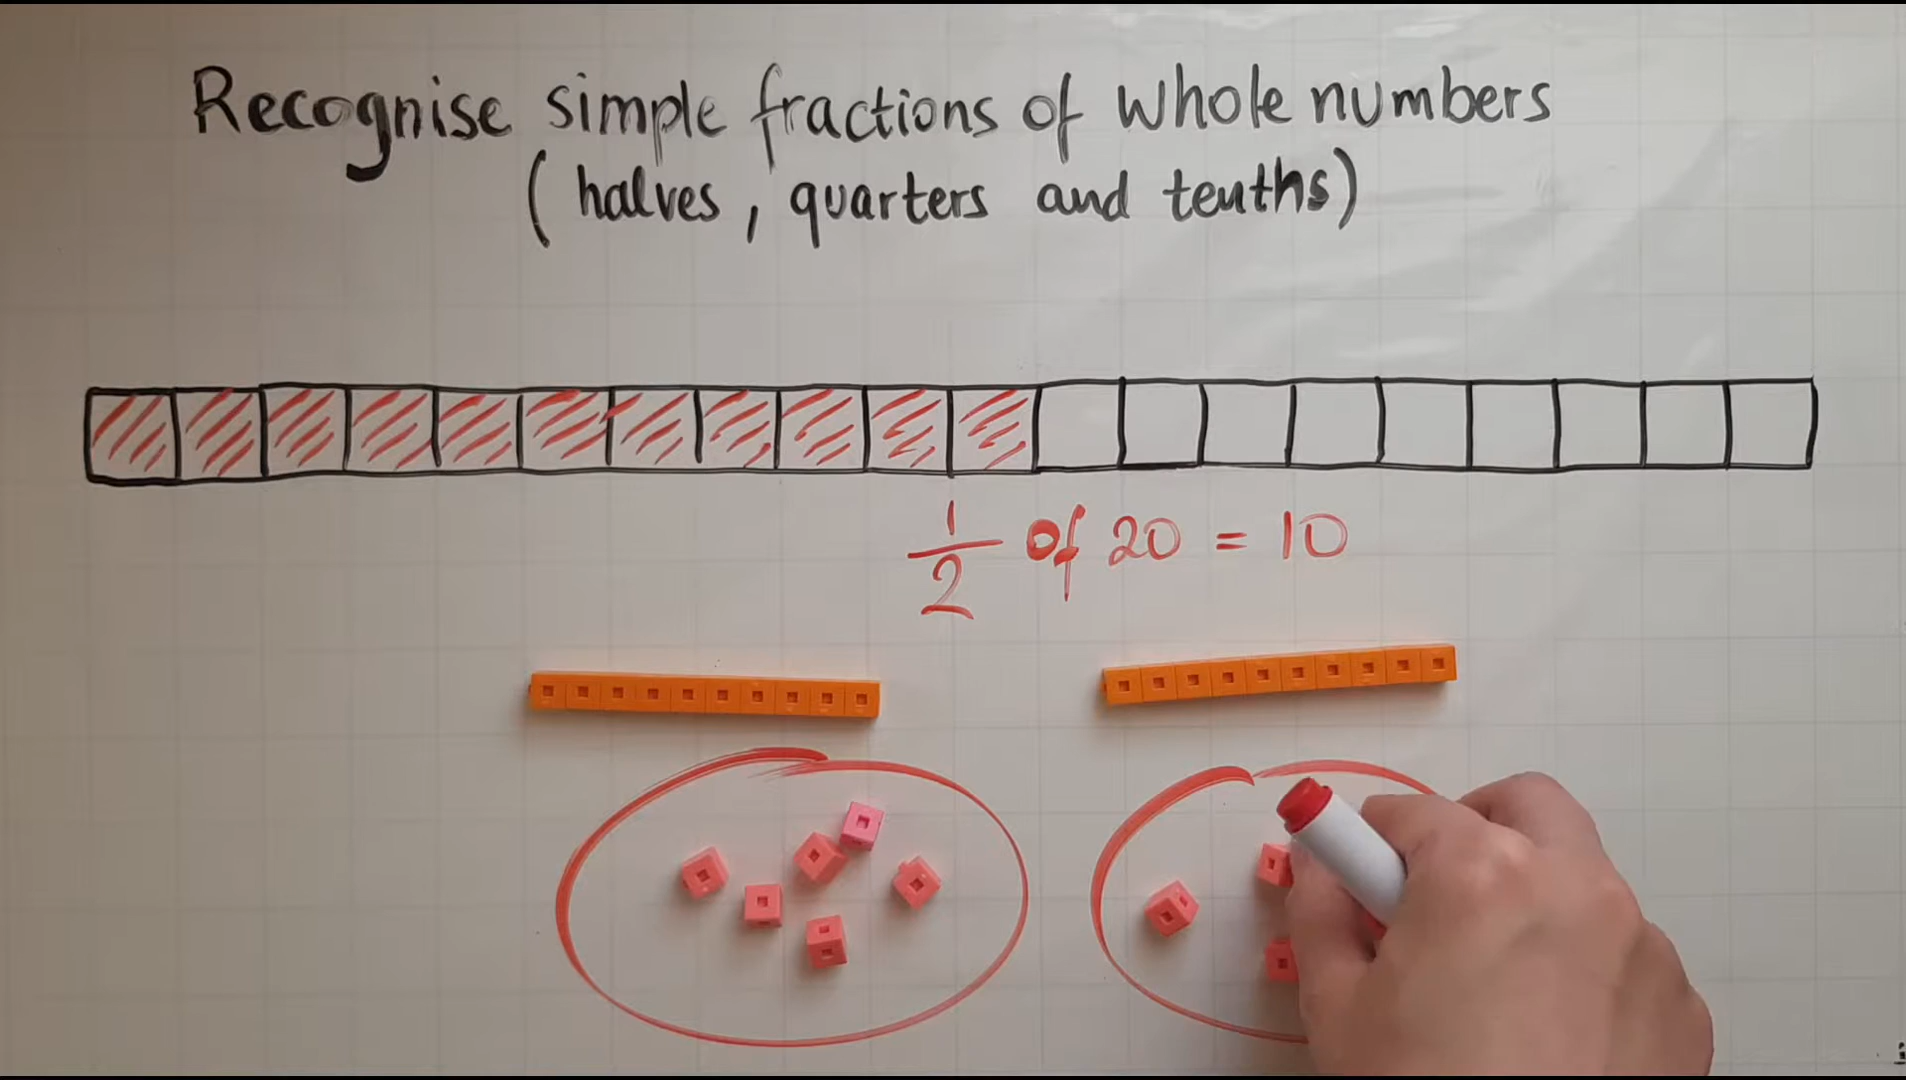 Recognise simple fractions of whole numbers
(halves, quarters and tenths)
1/2 of 20 = 10